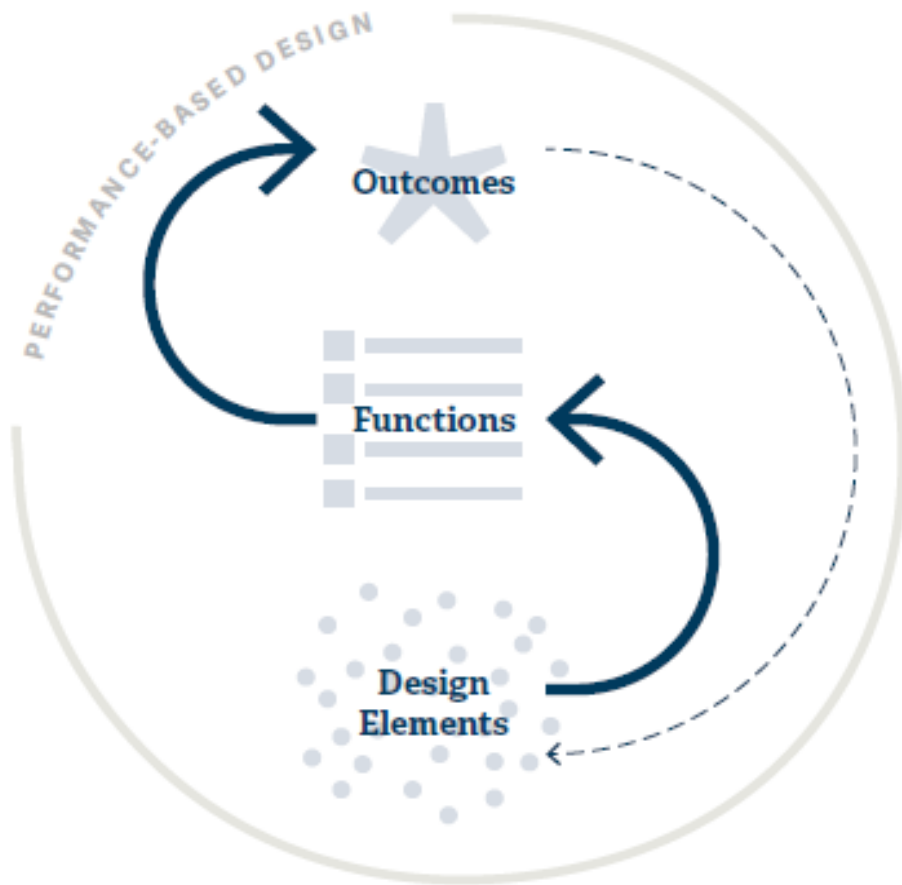 PERFORMANCE-BASED DESIGN
Outcomes
Functions
Design
Elements